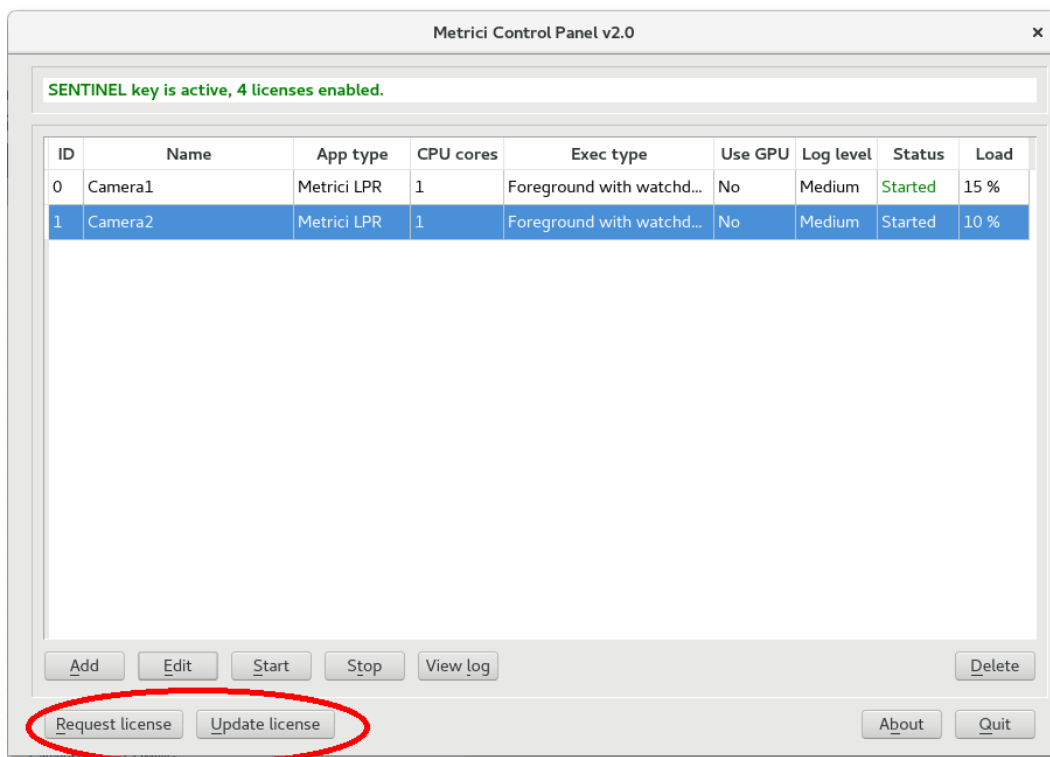 Metrici Control Panel v2.0 ×
SENTINEL key is active, 4 licenses enabled.
ID Name App type CPU cores Exec type Use GPU Log level Status Load
0 Camera1 Metrici LPR 1 Foreground with watchd... No Medium Started 15 %
1 Camera2 Metrici LPR 1 Foreground with watchd... No Medium Started 10 %
Add Edit Start Stop View log Delete
Request license Update license About Quit